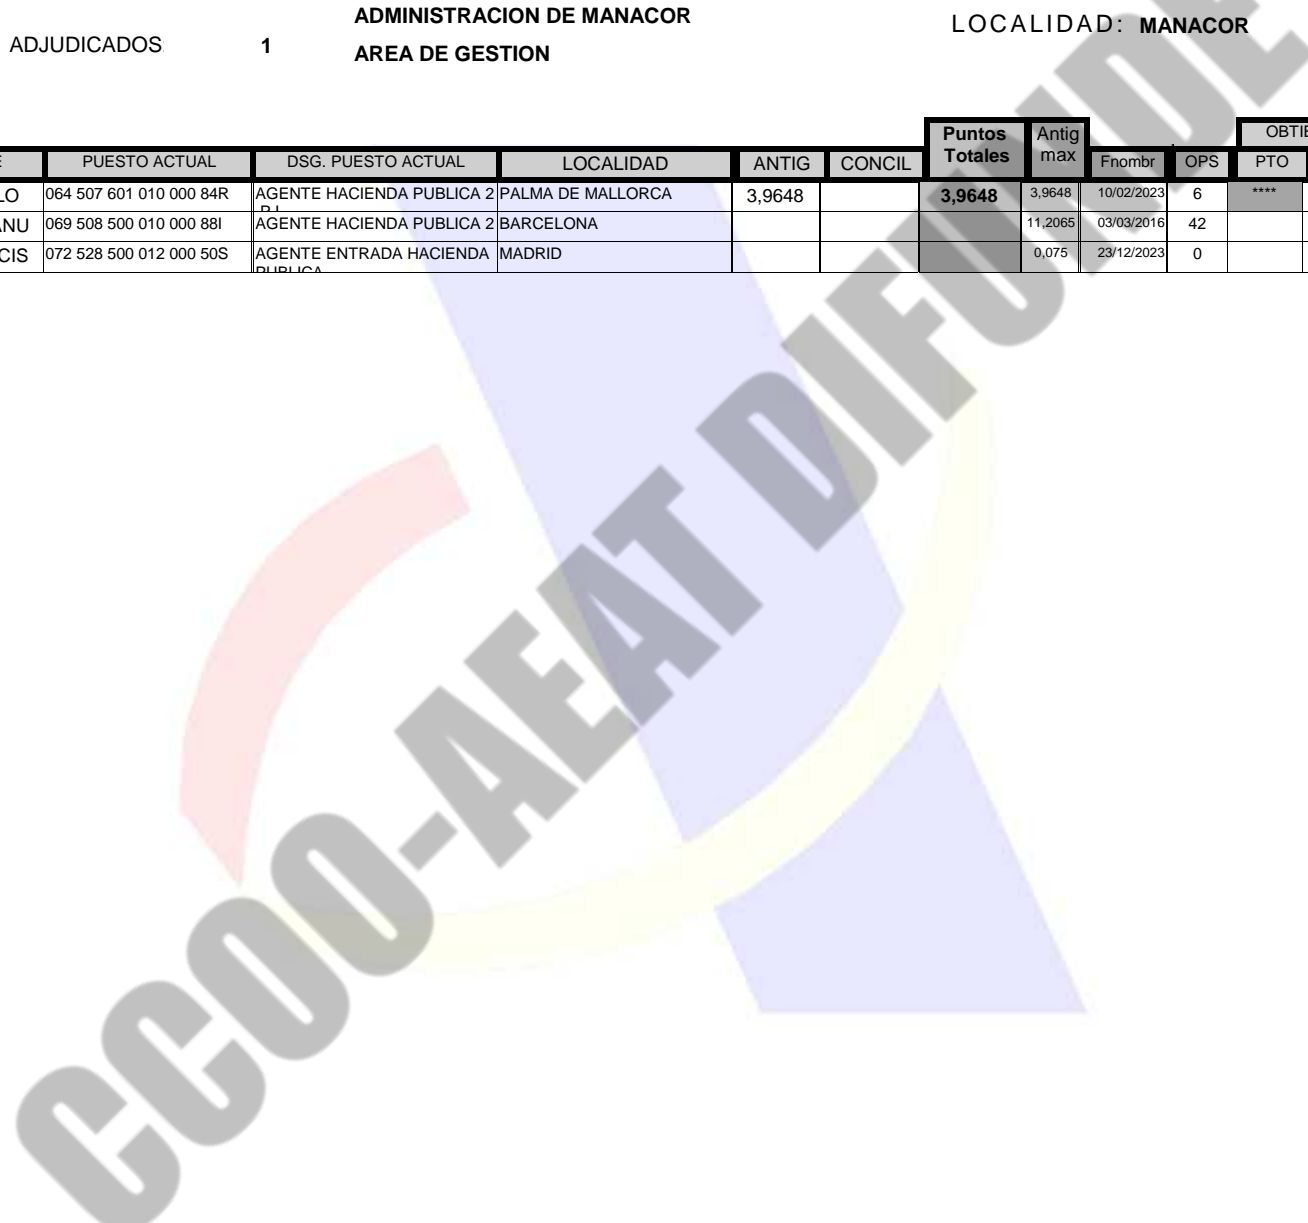 ADMINISTRACION DE MANACOR
LOCALIDAD: MANACOR
ADJUDICADOS: 1
AREA DE GESTION
Puntos Totales Antig max OBTIE
E PUESTO ACTUAL DSG. PUESTO ACTUAL LOCALIDAD ANTIG CONCIL Fnombr OPS PTO
LO 064 507 601 010 000 84R AGENTE HACIENDA PUBLICA 2 PALMA DE MALLORCA 3,9648 3,9648 3,9648 10/02/2023 6 ****
ANU 069 508 500 010 000 88I AGENTE HACIENDA PUBLICA 2 BARCELONA 11,2065 03/03/2016 42
CIS 072 528 500 012 000 50S AGENTE ENTRADA HACIENDA MADRID 0,075 23/12/2023 0
PUBLICA
CCOO-AEAT DIFUNDE